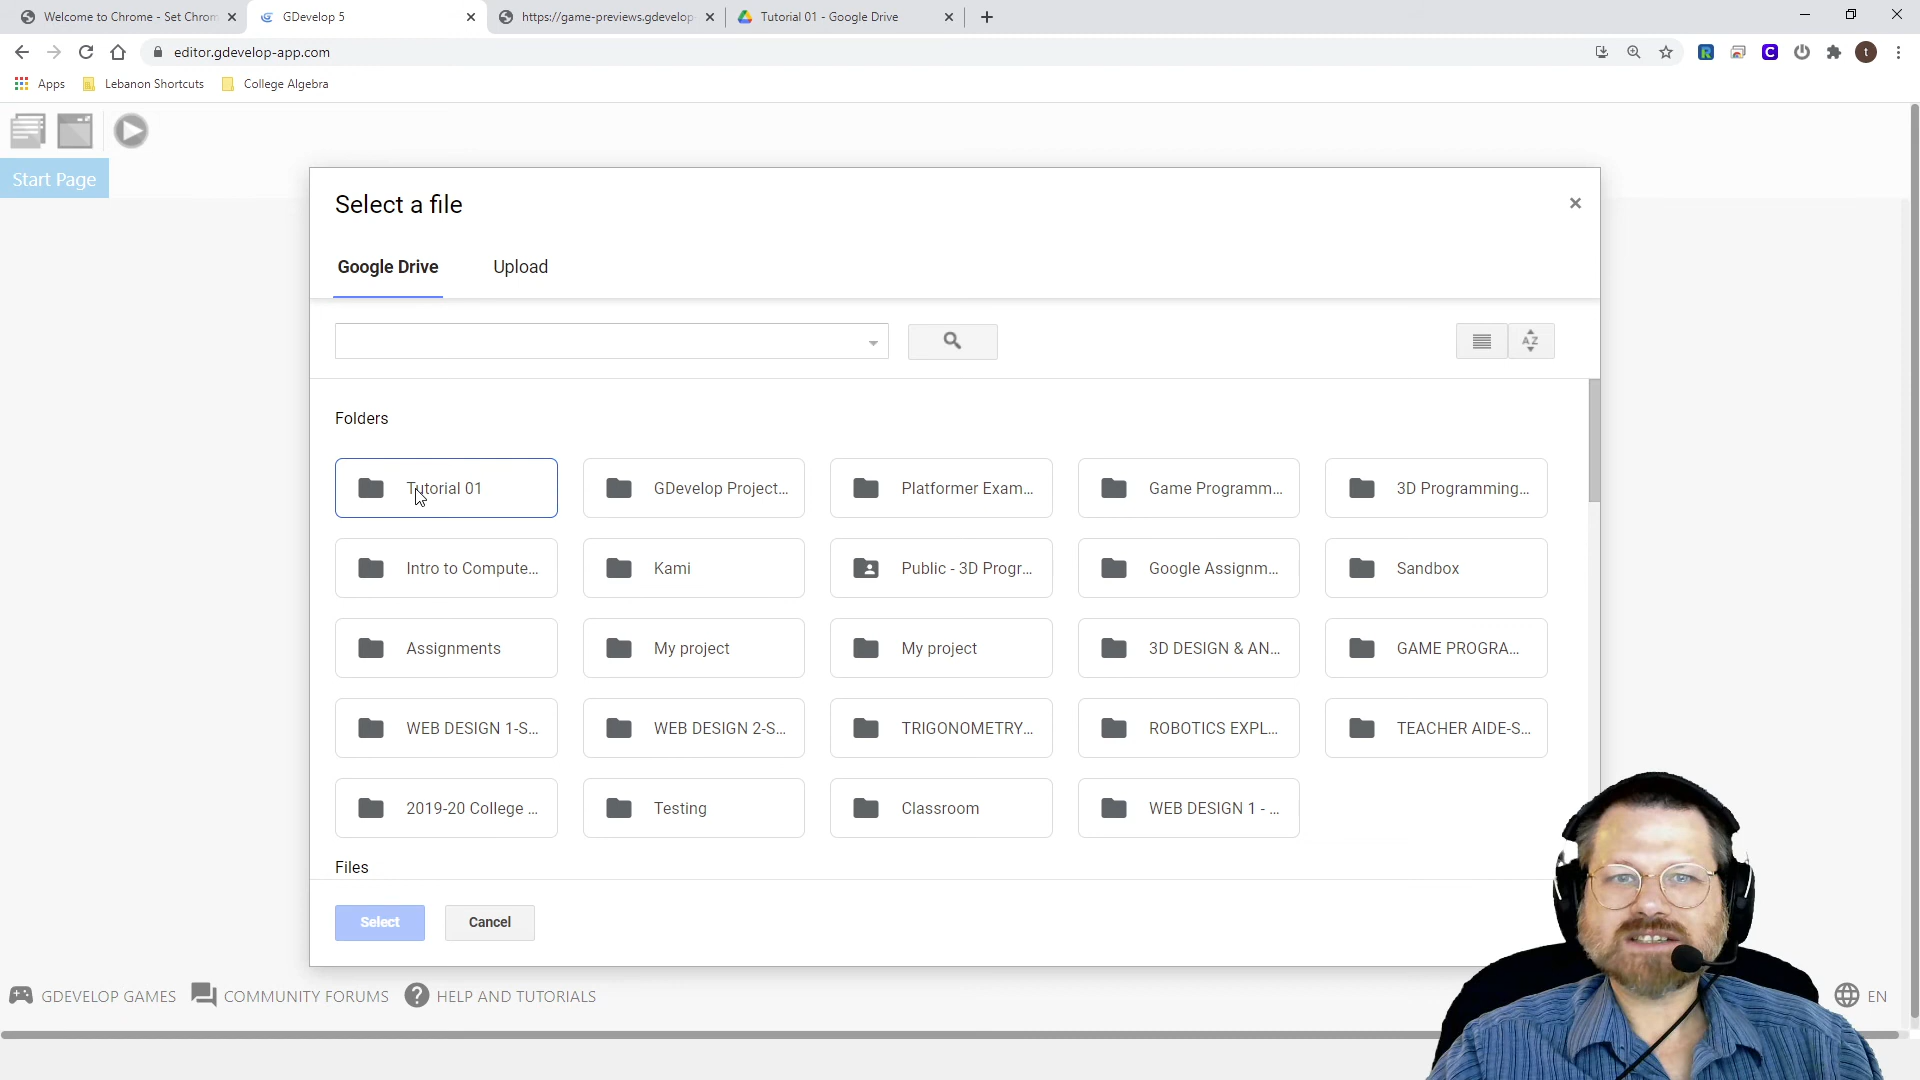 Welcome to Chrome - Set Chrom
GDevelop 5
https://game-previews.gdevelop-
Tutorial 01 - Google Drive
editor.gdevelop-app.com
R
C
t
Apps
Lebanon Shortcuts
College Algebra
Start Page
Select a file
Google Drive
Upload
AZ
Folders
Tutorial 01
GDevelop Project...
Platformer Exam...
Game Programm...
3D Programming...
Intro to Compute...
Kami
Public - 3D Progr...
Google Assignm...
Sandbox
Assignments
My project
My project
3D DESIGN & AN...
GAME PROGRA...
WEB DESIGN 1-S...
WEB DESIGN 2-S...
TRIGONOMETRY...
ROBOTICS EXPL...
TEACHER AIDE-S...
2019-20 College ...
Testing
Classroom
WEB DESIGN 1 - ...
Files
Select
Cancel
GDEVELOP GAMES
COMMUNITY FORUMS
HELP AND TUTORIALS
EN